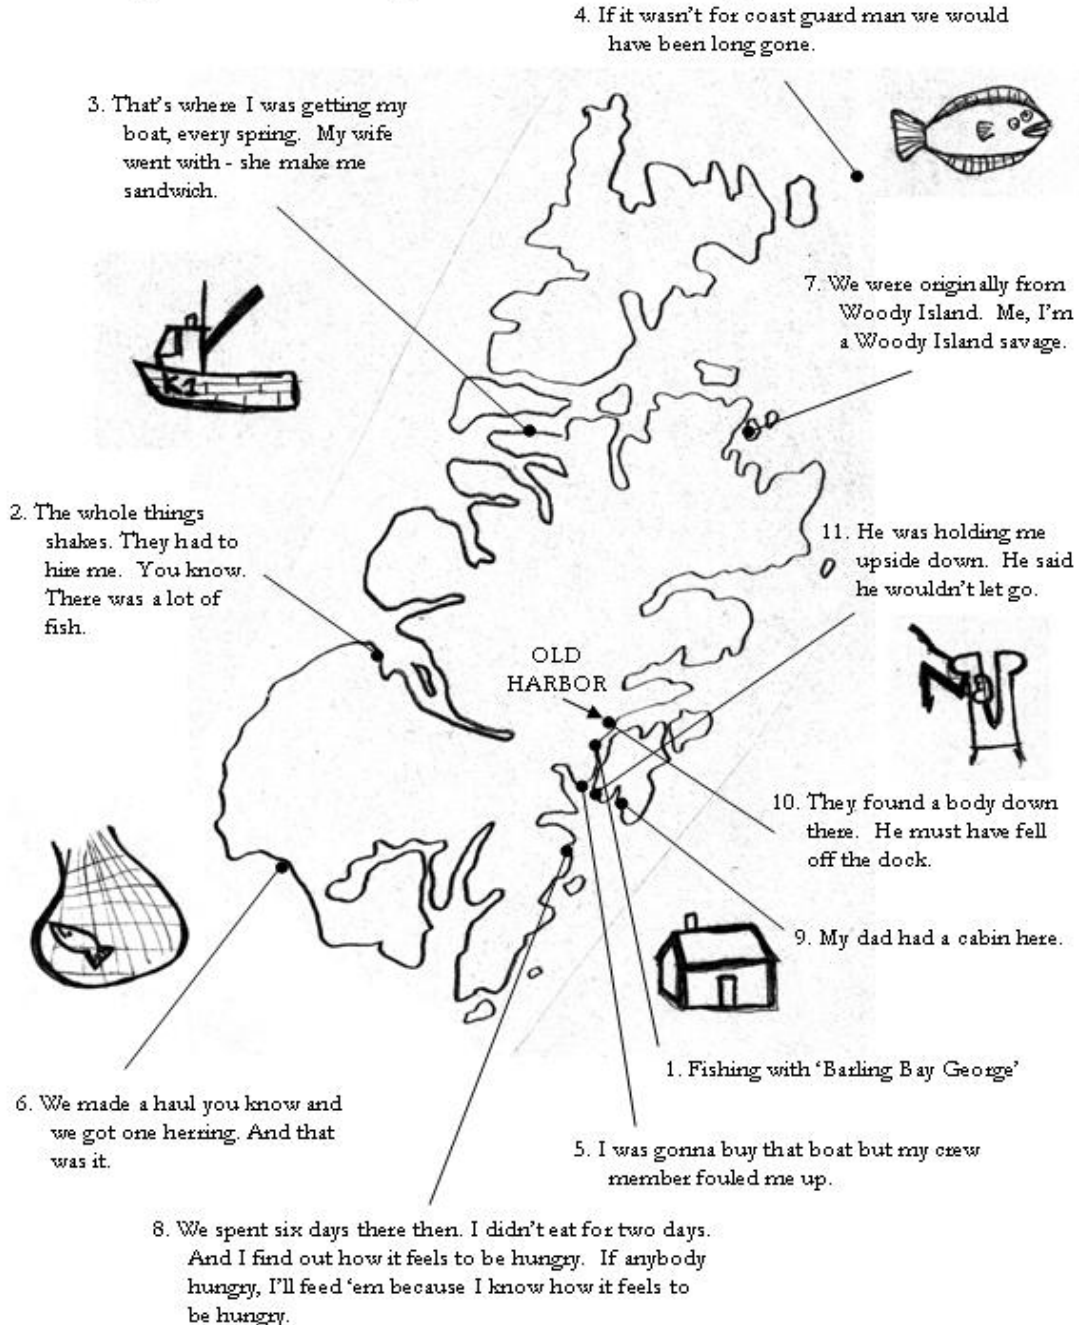 4. If it wasn't for coast guard man we would
have been long gone.
3. That's where I was getting my
boat, every spring. My wife
went with - she make me
sandwich.
7. We were originally from
Woody Island. Me, I'm
a Woody Island savage.
K1
2. The whole things
shakes. They had to
hire me. You know.
There was a lot of
fish.
11. He was holding me
upside down. He said
he wouldn't let go.
OLD
HARBOR
10. They found a body down
there. He must have fell
off the dock.
9. My dad had a cabin here.
1. Fishing with 'Barling Bay George'
6. We made a haul you know and
we got one herring. And that
was it.
5. I was gonna buy that boat but my crew
member fouled me up.
8. We spent six days there then. I didn't eat for two days.
And I find out how it feels to be hungry. If anybody
hungry, I'll feed 'em because I know how it feels to
be hungry.